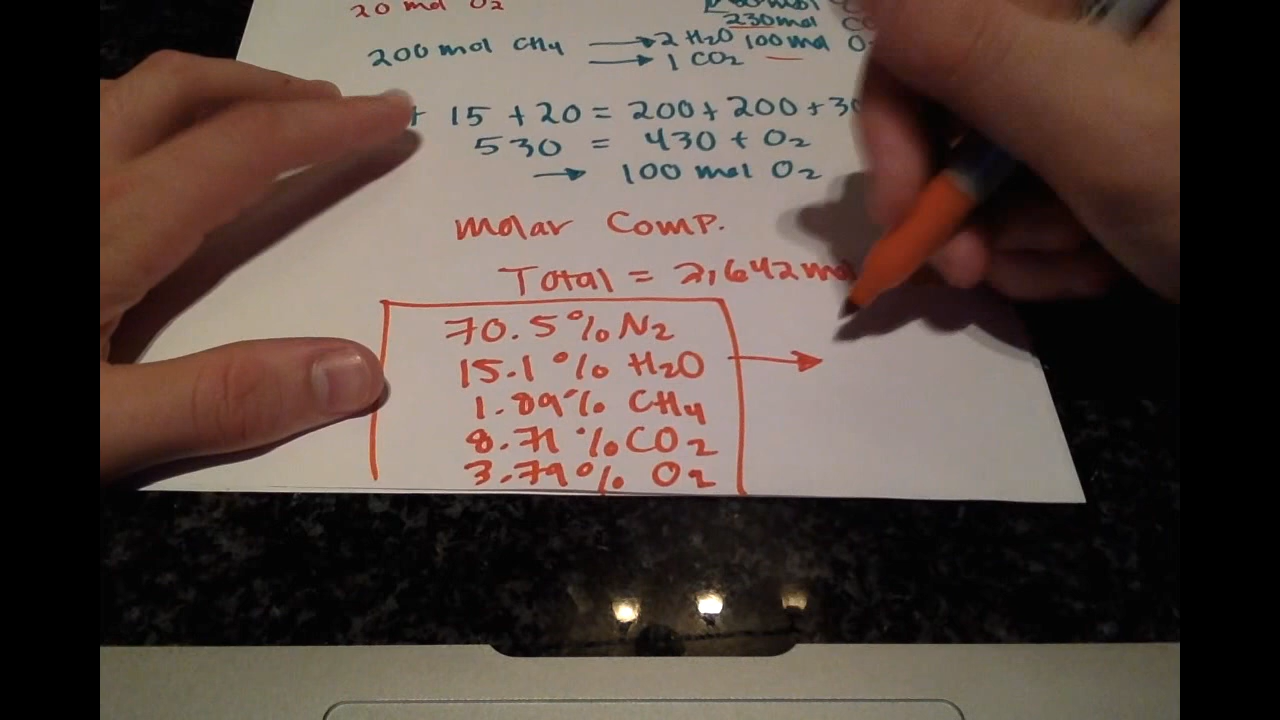 20 mol O₂
230mol
200 mol CH₄ → 2 H₂O 100 mol O₂
→ 1 CO₂
+ 15 + 20 = 200 + 200 + 30
530 = 430 + O₂
→ 100 mol O₂
Molar Comp.
Total = 2,642 mol
70.5% N₂
15.1% H₂O →
1.89% CH₄
8.71% CO₂
3.79% O₂